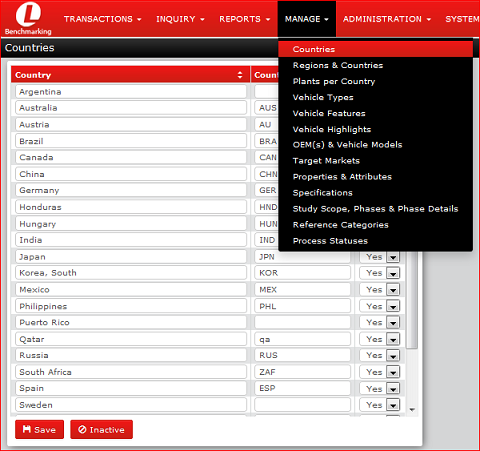 L
Benchmarking
TRANSACTIONS INQUIRY REPORTS MANAGE ADMINISTRATION SYSTEM
Countries
Countries
Regions & Countries
Plants per Country
Vehicle Types
Vehicle Features
Vehicle Highlights
OEM(s) & Vehicle Models
Target Markets
Properties & Attributes
Specifications
Study Scope, Phases & Phase Details
Reference Categories
Process Statuses
Country Coun
Argentina
Australia AUS
Austria AU
Brazil BRA
Canada CAN
China CHN
Germany GER
Honduras HND
Hungary HUN
India IND
Japan JPN Yes
Korea, South KOR Yes
Mexico MEX Yes
Philippines PHL Yes
Puerto Rico Yes
Qatar qa Yes
Russia RUS Yes
South Africa ZAF Yes
Spain ESP Yes
Sweden Yes
Save Inactive